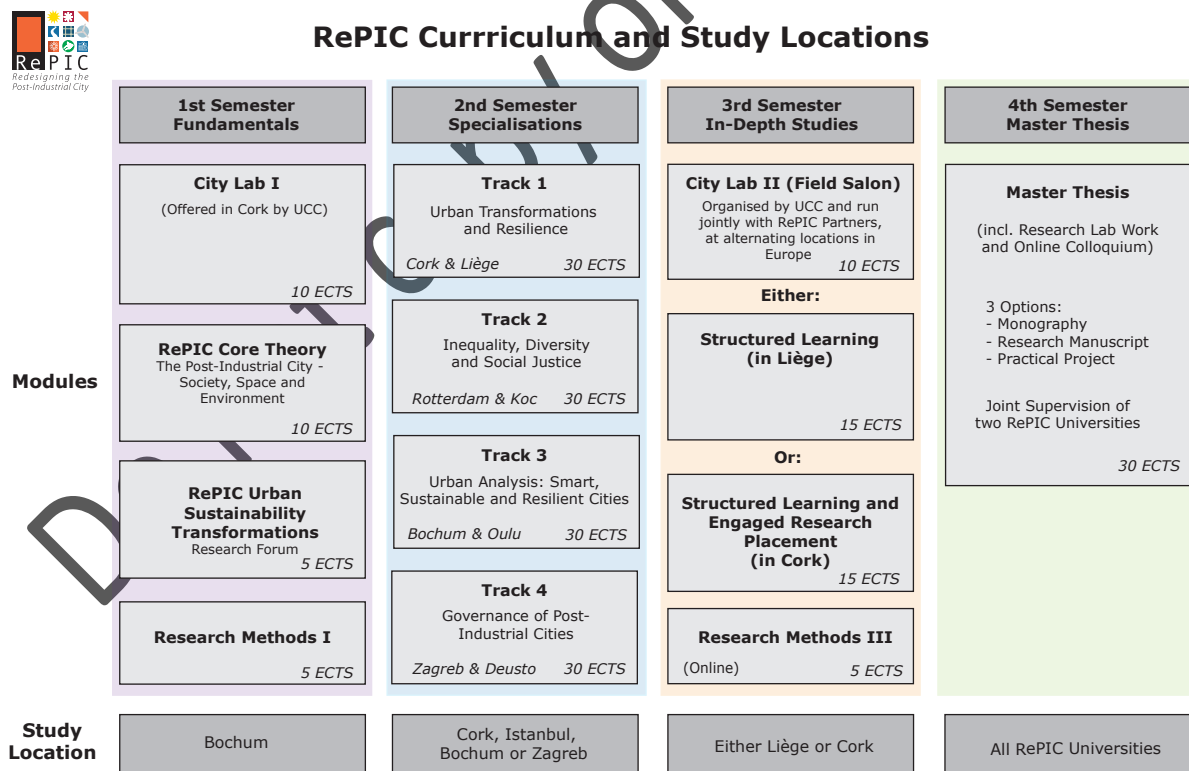 RePIC
Redesigning the
Post-Industrial City
RePIC Currriculum and Study Locations
1st Semester
Fundamentals
2nd Semester
Specialisations
3rd Semester
In-Depth Studies
4th Semester
Master Thesis
Modules
City Lab I
(Offered in Cork by UCC)
10 ECTS
RePIC Core Theory
The Post-Industrial City -
Society, Space and
Environment
10 ECTS
RePIC Urban
Sustainability
Transformations
Research Forum
5 ECTS
Research Methods I
5 ECTS
Track 1
Urban Transformations
and Resilience
Cork & Liège 30 ECTS
Track 2
Inequality, Diversity
and Social Justice
Rotterdam & Koc 30 ECTS
Track 3
Urban Analysis: Smart,
Sustainable and Resilient Cities
Bochum & Oulu 30 ECTS
Track 4
Governance of Post-
Industrial Cities
Zagreb & Deusto 30 ECTS
City Lab II (Field Salon)
Organised by UCC and run
jointly with RePIC Partners,
at alternating locations in
Europe
10 ECTS
Either:
Structured Learning
(in Liège)
15 ECTS
Or:
Structured Learning and
Engaged Research
Placement
(in Cork)
15 ECTS
Research Methods III
(Online) 5 ECTS
Master Thesis
(incl. Research Lab Work
and Online Colloquium)
3 Options:
- Monography
- Research Manuscript
- Practical Project
Joint Supervision of
two RePIC Universities
30 ECTS
Study
Location
Bochum
Cork, Istanbul,
Bochum or Zagreb
Either Liège or Cork
All RePIC Universities